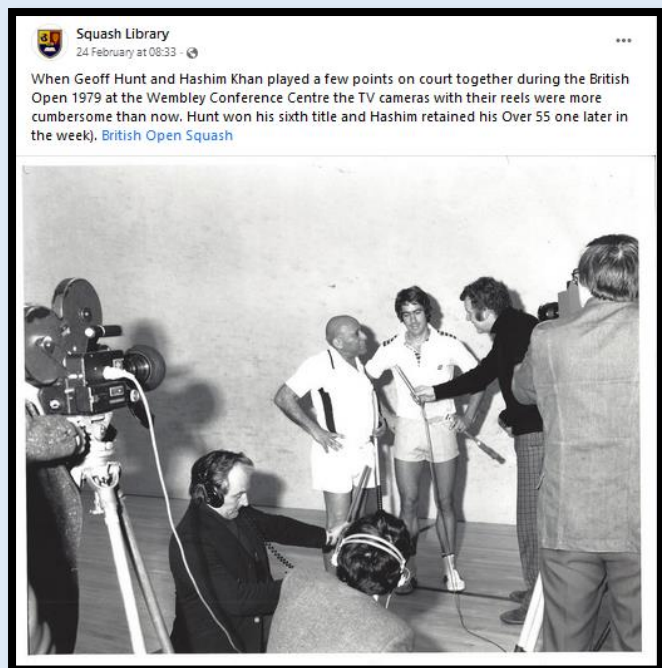 Squash Library
24 February at 08:33 ·
When Geoff Hunt and Hashim Khan played a few points on court together during the British
Open 1979 at the Wembley Conference Centre the TV cameras with their reels were more
cumbersome than now. Hunt won his sixth title and Hashim retained his Over 55 one later in
the week). British Open Squash